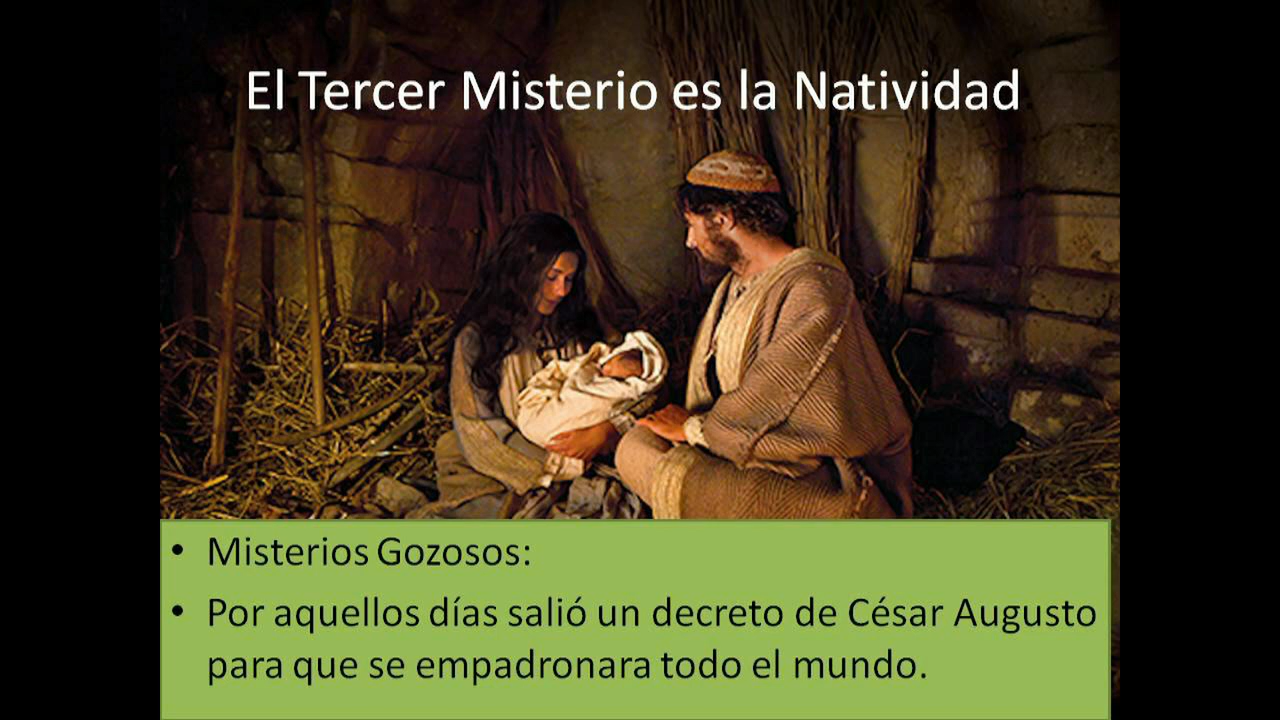 El Tercer Misterio es la Natividad
• Misterios Gozosos:
• Por aquellos días salió un decreto de César Augusto
para que se empadronara todo el mundo.